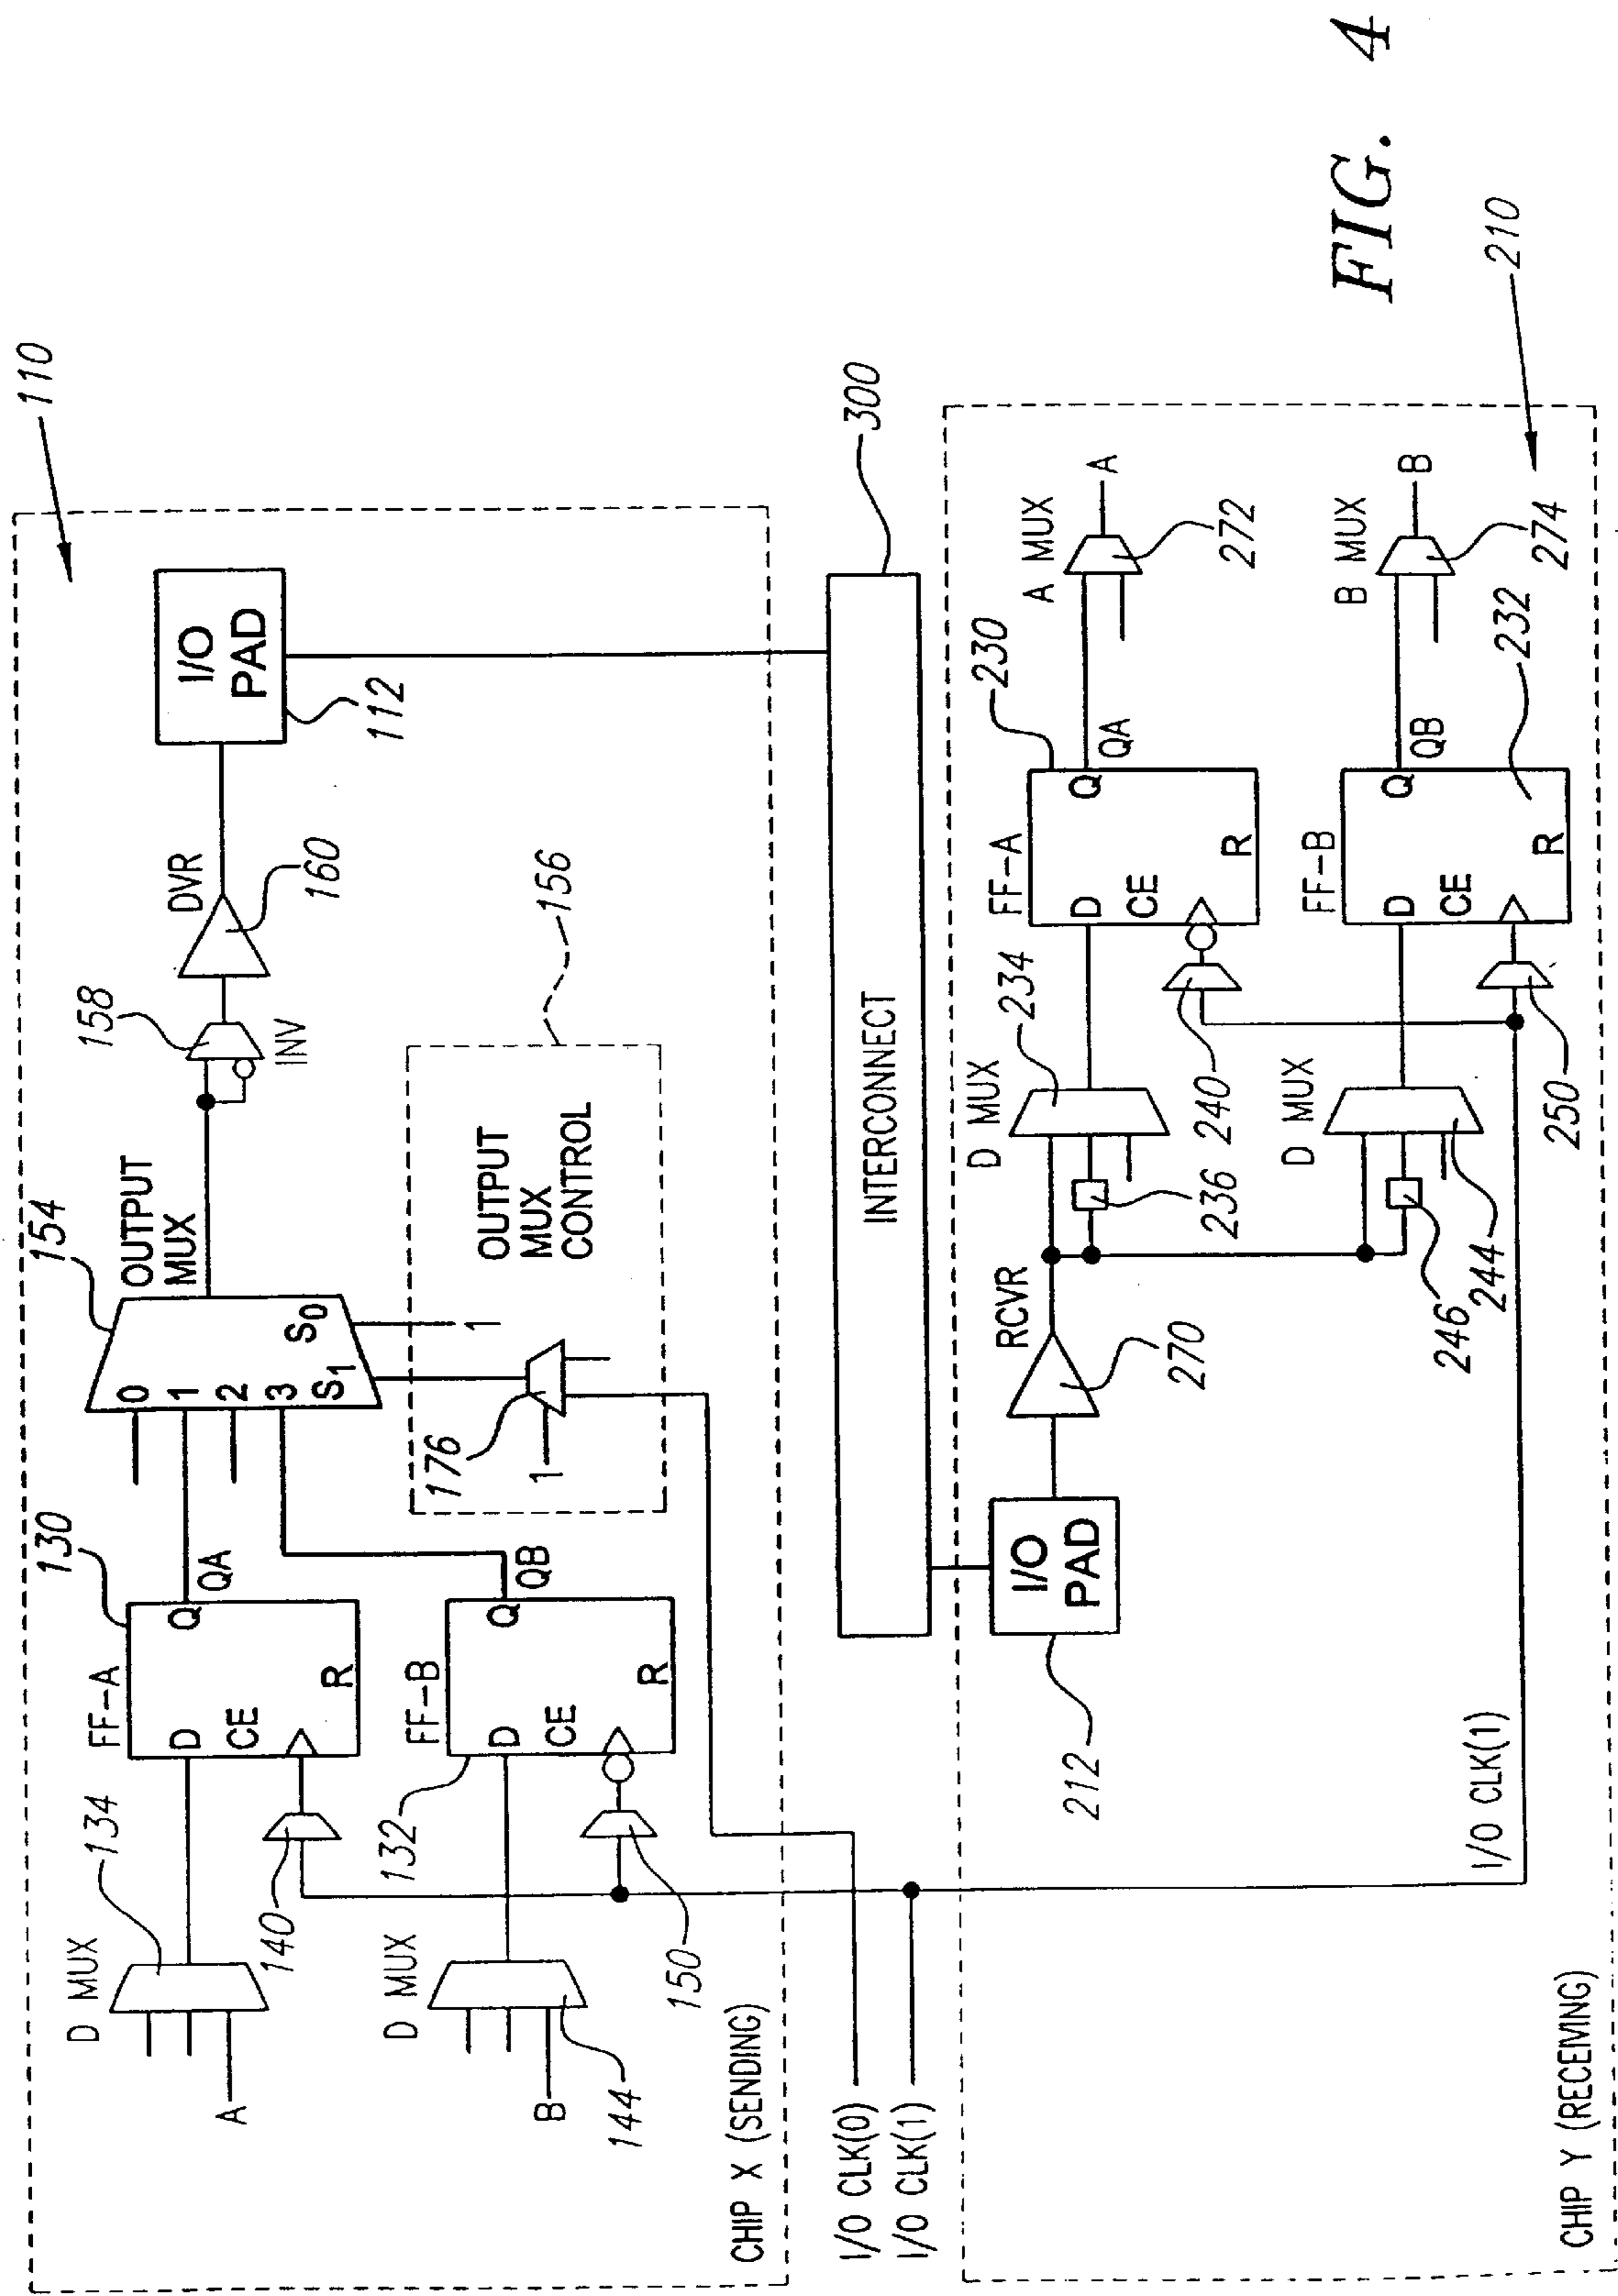 110
154
OUTPUT
MUX
158
INV
DVR
160
I/O
PAD
112
130
FF-A
D
Q
QA
CE
R
0
1
2
3
S1
S0
D MUX
134
A
140
FF-B
D
Q
QB
CE
R
132
D MUX
B
144
150
176
1
1
OUTPUT
MUX
CONTROL
156
CHIP X (SENDING)
I/O CLK(0)
I/O CLK(1)
INTERCONNECT
300
I/O
PAD
212
RCVR
270
D MUX
234
236
240
FF-A
230
D
Q
QA
CE
R
A MUX
A
272
D MUX
244
246
250
FF-B
D
Q
QB
CE
R
232
B MUX
B
274
I/O CLK(1)
CHIP Y (RECEIVING)
210
FIG. 4